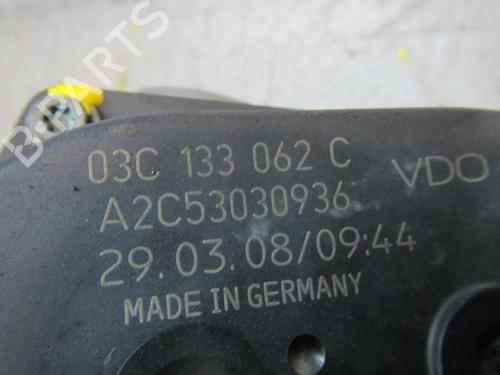 B-PARTS
03C 133 062 C VDO
A2C53030936
29.03.08/09:44
MADE IN GERMANY